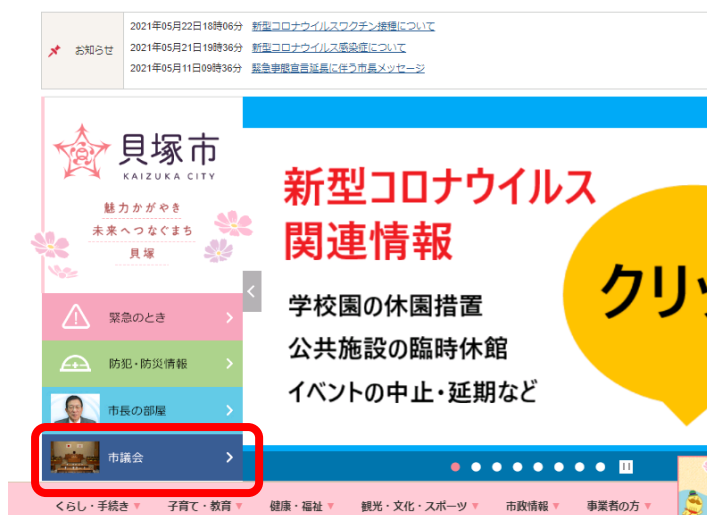 お知らせ
2021年05月22日18時06分 新型コロナウイルスワクチン接種について
2021年05月21日19時36分 新型コロナウイルス感染症について
2021年05月11日09時36分 緊急事態宣言延長に伴う市長メッセージ
貝塚市
KAIZUKA CITY
魅力かがやき
未来へつなぐまち
貝塚
新型コロナウイルス
関連情報
学校園の休園措置
公共施設の臨時休館
イベントの中止・延期など
クリッ
緊急のとき
防犯・防災情報
市長の部屋
市議会
くらし・手続き▼ 子育て・教育▼ 健康・福祉▼ 観光・文化・スポーツ▼ 市政情報▼ 事業者の方▼